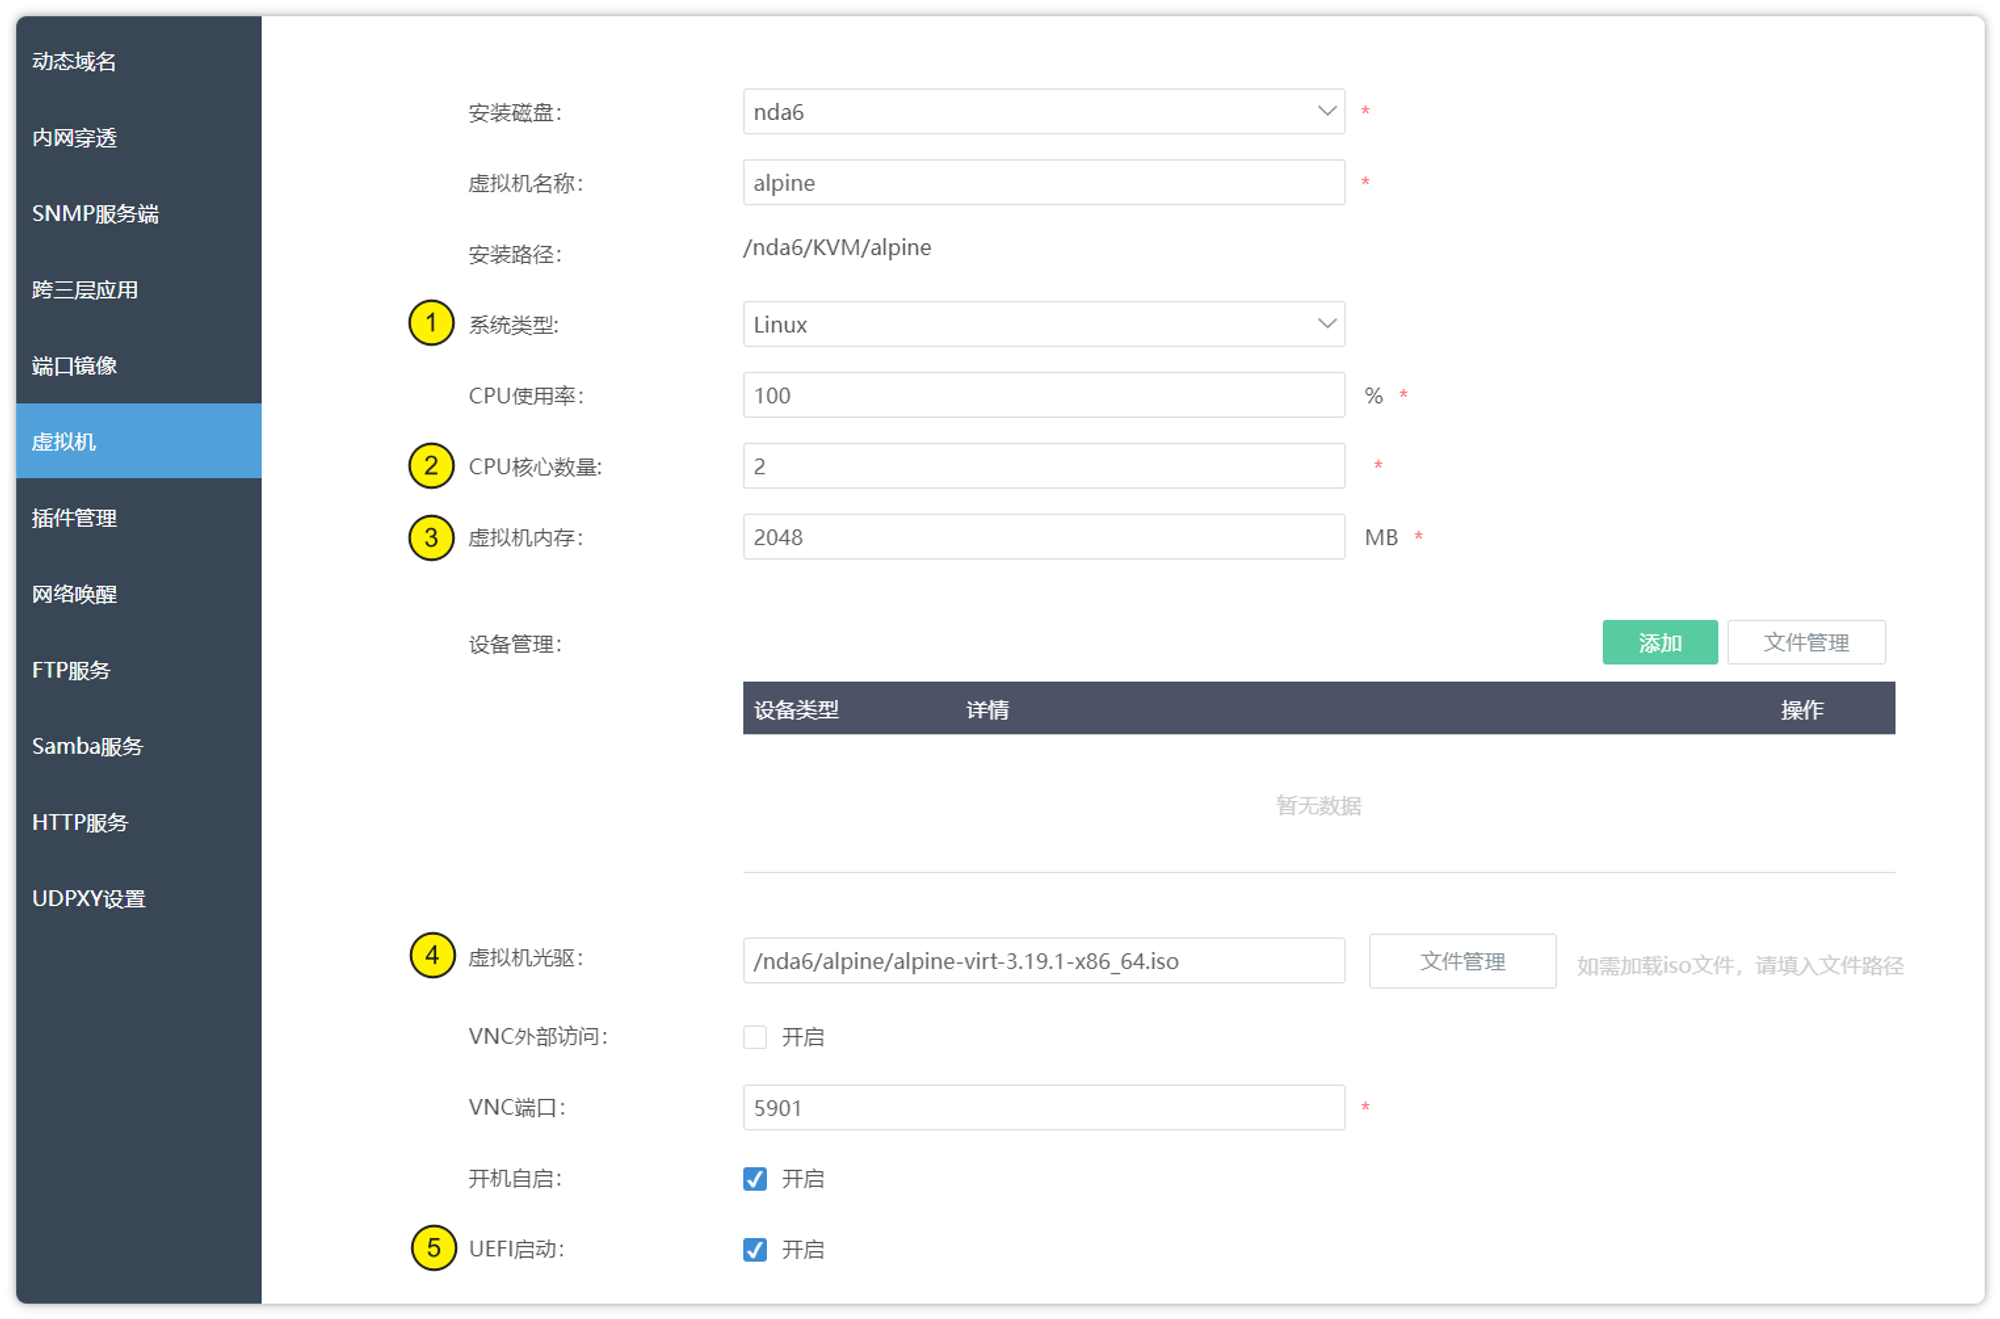 动态域名
内网穿透
SNMP服务端
跨三层应用
端口镜像
虚拟机
插件管理
网络唤醒
FTP服务
Samba服务
HTTP服务
UDPXY设置
安装磁盘： nda6 *
虚拟机名称： alpine *
安装路径： /nda6/KVM/alpine
1 系统类型: Linux
CPU使用率： 100 % *
2 CPU核心数量: 2 *
3 虚拟机内存： 2048 MB *
设备管理： 添加 文件管理
设备类型 详情 操作
暂无数据
4 虚拟机光驱： /nda6/alpine/alpine-virt-3.19.1-x86_64.iso 文件管理 如需加载iso文件，请填入文件路径
VNC外部访问： 开启
VNC端口： 5901 *
开机自启： 开启
5 UEFI启动： 开启